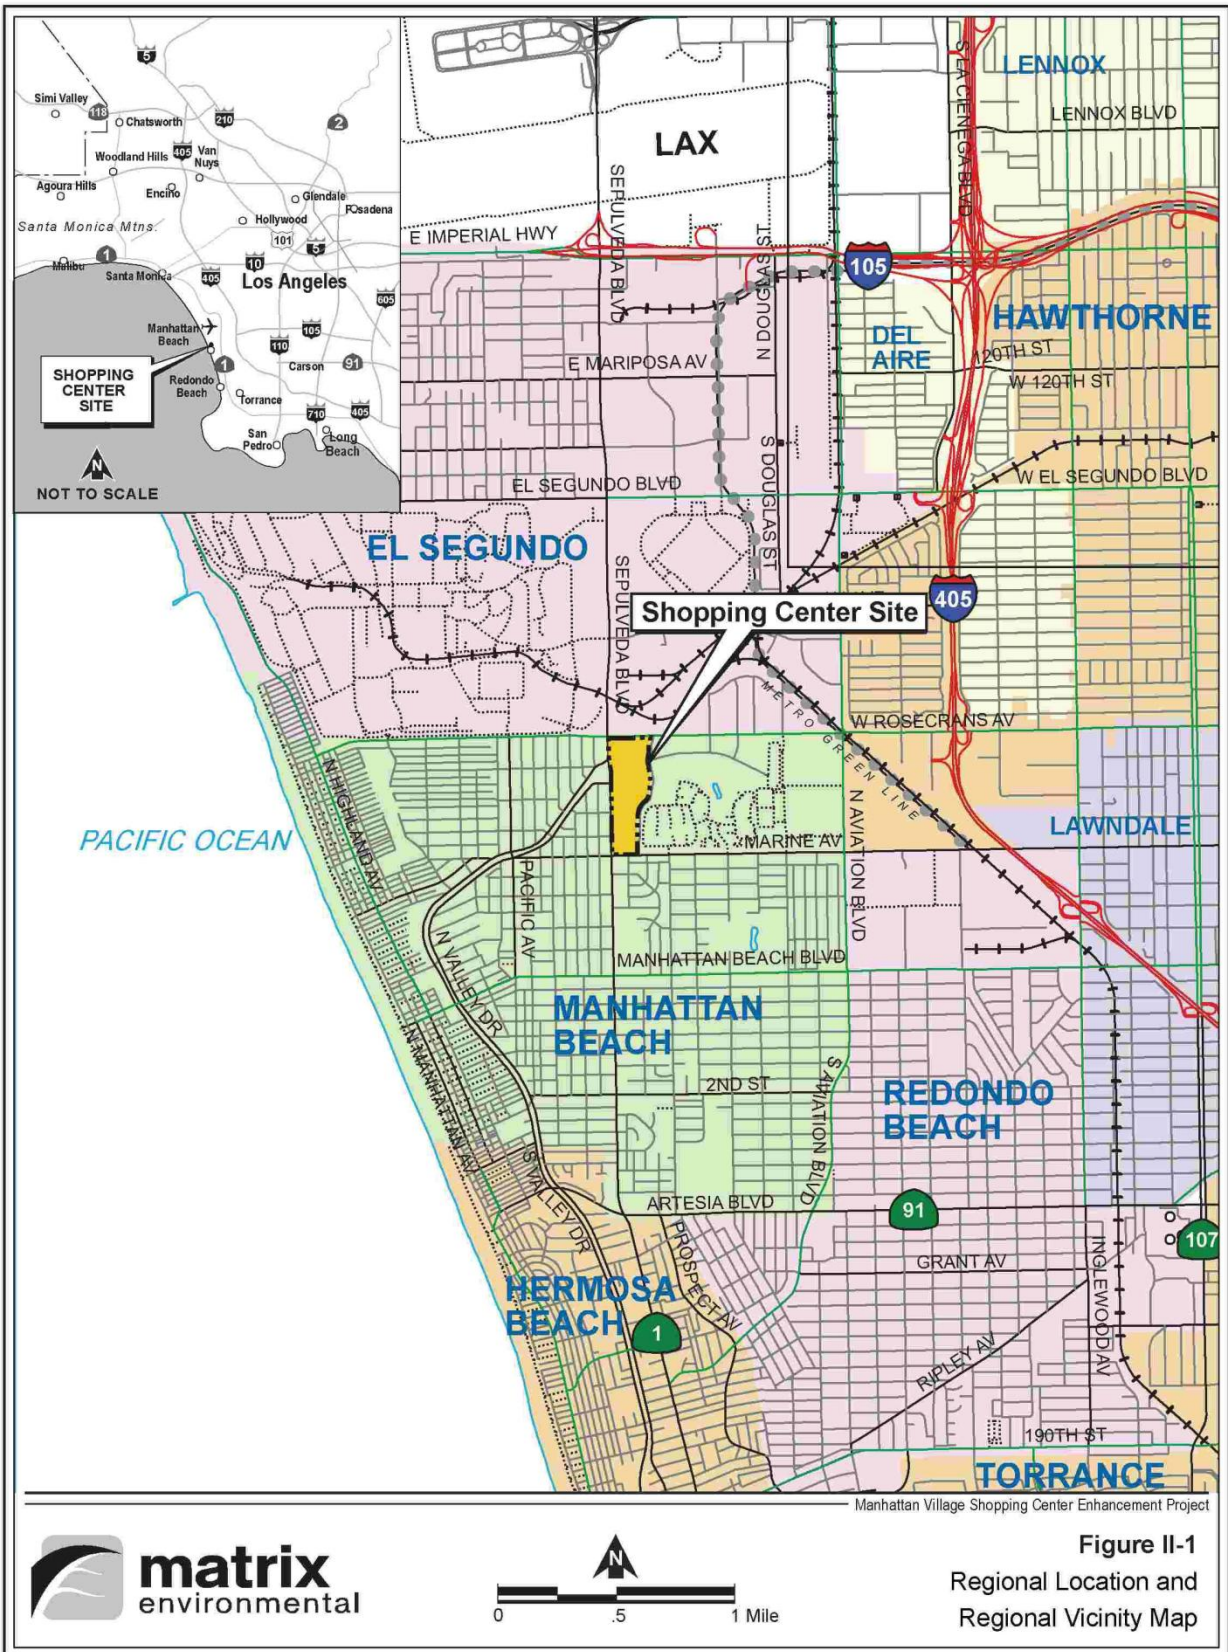 5
Simi Valley
118
Chatsworth
210
2
Woodland Hills
405
Van
Nuys
Agoura Hills
Encino
Glendale
Pasadena
Hollywood
Santa Monica Mtns.
101
5
1
Malibu
Santa Monica
10
405
Los Angeles
605
Manhattan
Beach
105
110
SHOPPING
CENTER
SITE
1
Carson
91
Redondo
Beach
Torrance
710
405
San
Pedro
Long
Beach
N
NOT TO SCALE
LAX
LENNOX
LENNOX BLVD
S LA CIENEGA BLVD
SEPULVEDA BLVD
E IMPERIAL HWY
N DOUGLAS ST
105
HAWTHORNE
DEL
AIRE
120TH ST
W 120TH ST
E MARIPOSA AV
S DOUGLAS ST
EL SEGUNDO BLVD
W EL SEGUNDO BLVD
EL SEGUNDO
SEPULVEDA BLVD
405
Shopping Center Site
METRO GREEN LINE
W ROSECRANS AV
N HIGHLAND AV
PACIFIC OCEAN
MARINE AV
N AVIATION BLVD
LAWNDALE
PACIFIC AV
N VALLEY DR
MANHATTAN BEACH BLVD
MANHATTAN
BEACH
N MANHATTAN AV
2ND ST
S AVIATION BLVD
REDONDO
BEACH
S VALLEY DR
ARTESIA BLVD
91
107
PROSPECT AV
GRANT AV
INGLEWOOD AV
HERMOSA
BEACH
1
RIPLEY AV
190TH ST
TORRANCE
Manhattan Village Shopping Center Enhancement Project
matrix
environmental
N
0 .5 1 Mile
Figure II-1
Regional Location and
Regional Vicinity Map